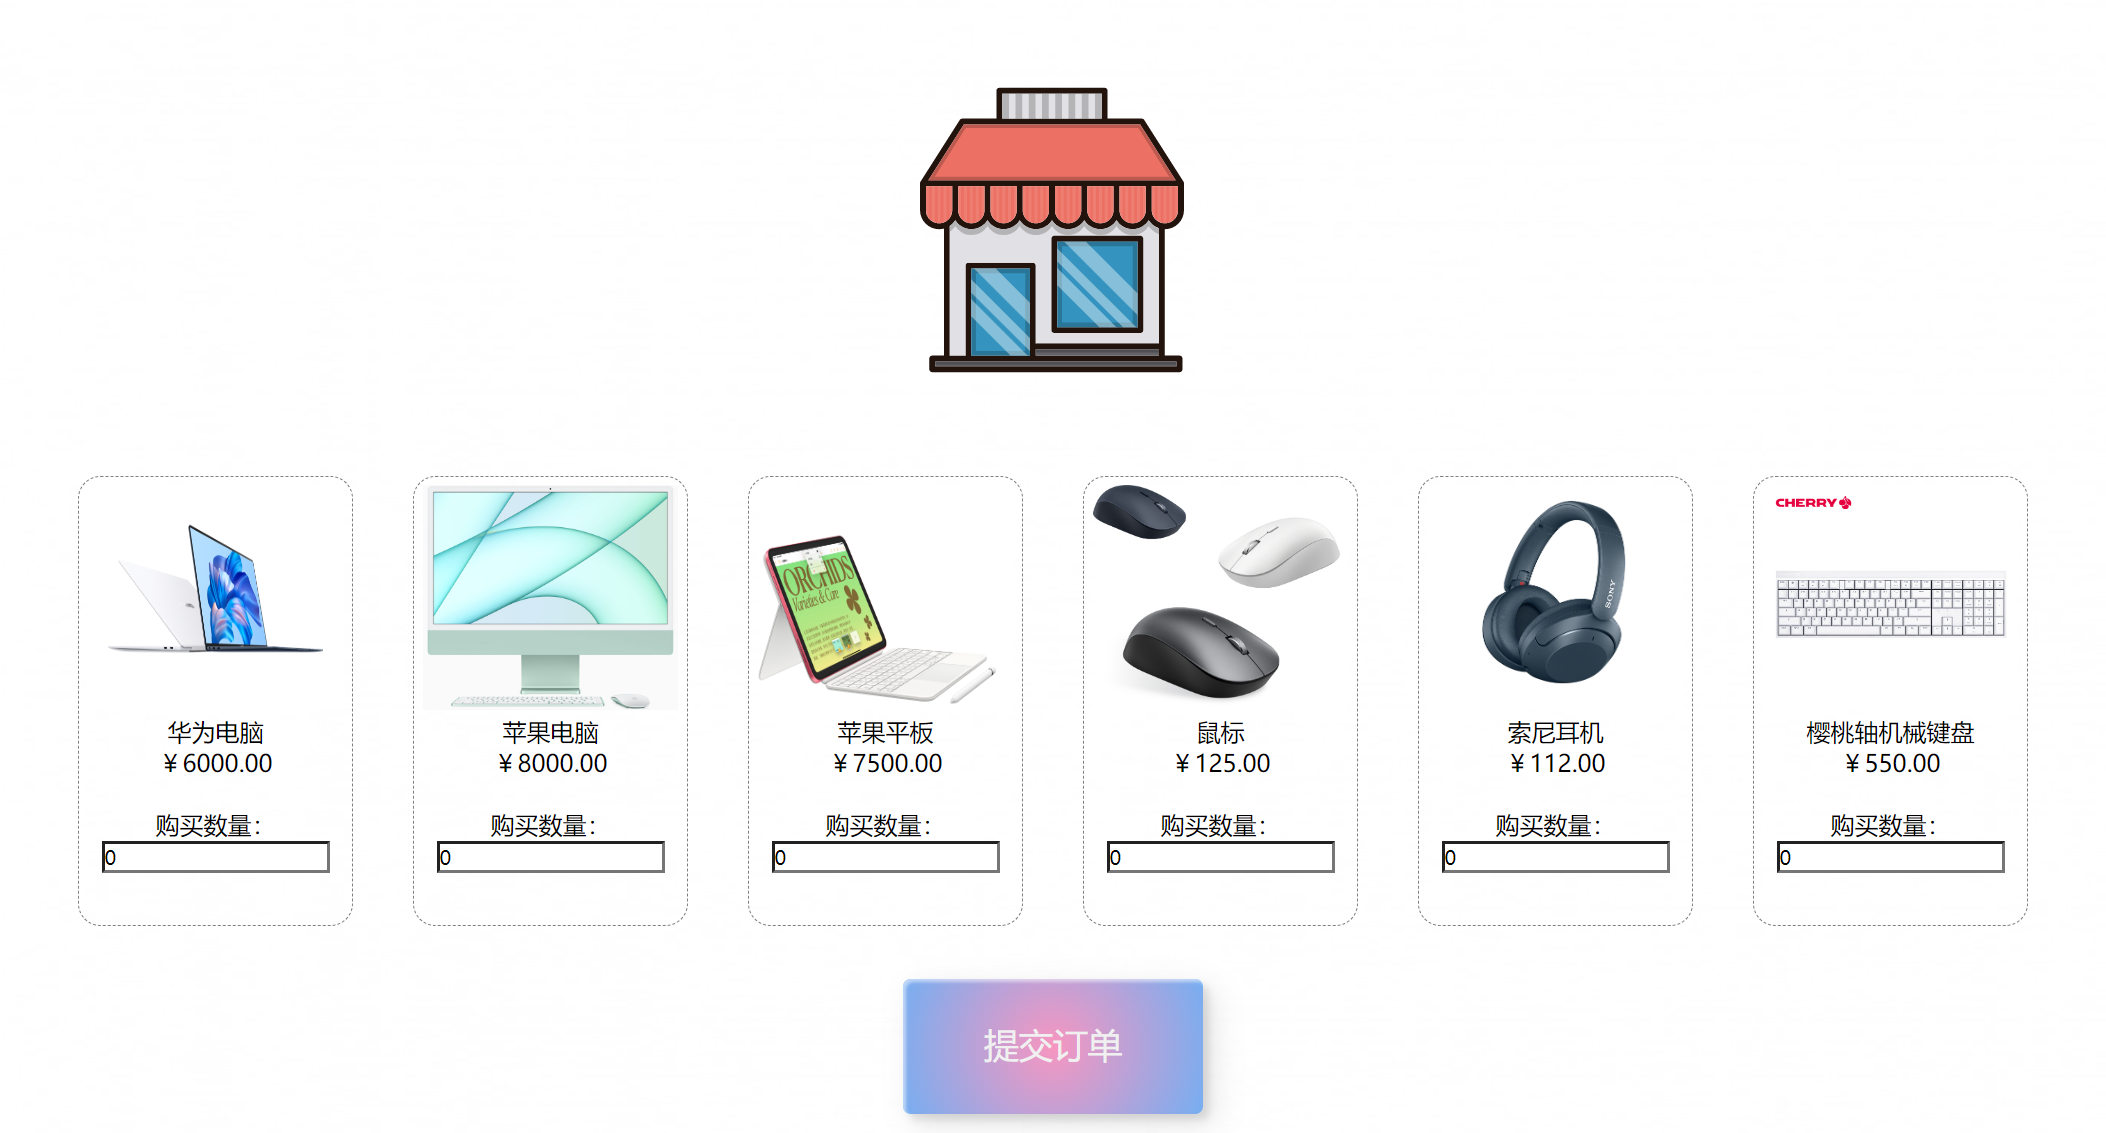 CHERRY
ORCHIDS
Varieties & Care
SONY
华为电脑
¥6000.00
购买数量：
0
苹果电脑
¥8000.00
购买数量：
0
苹果平板
¥7500.00
购买数量：
0
鼠标
¥125.00
购买数量：
0
索尼耳机
¥112.00
购买数量：
0
樱桃轴机械键盘
¥550.00
购买数量：
0
提交订单